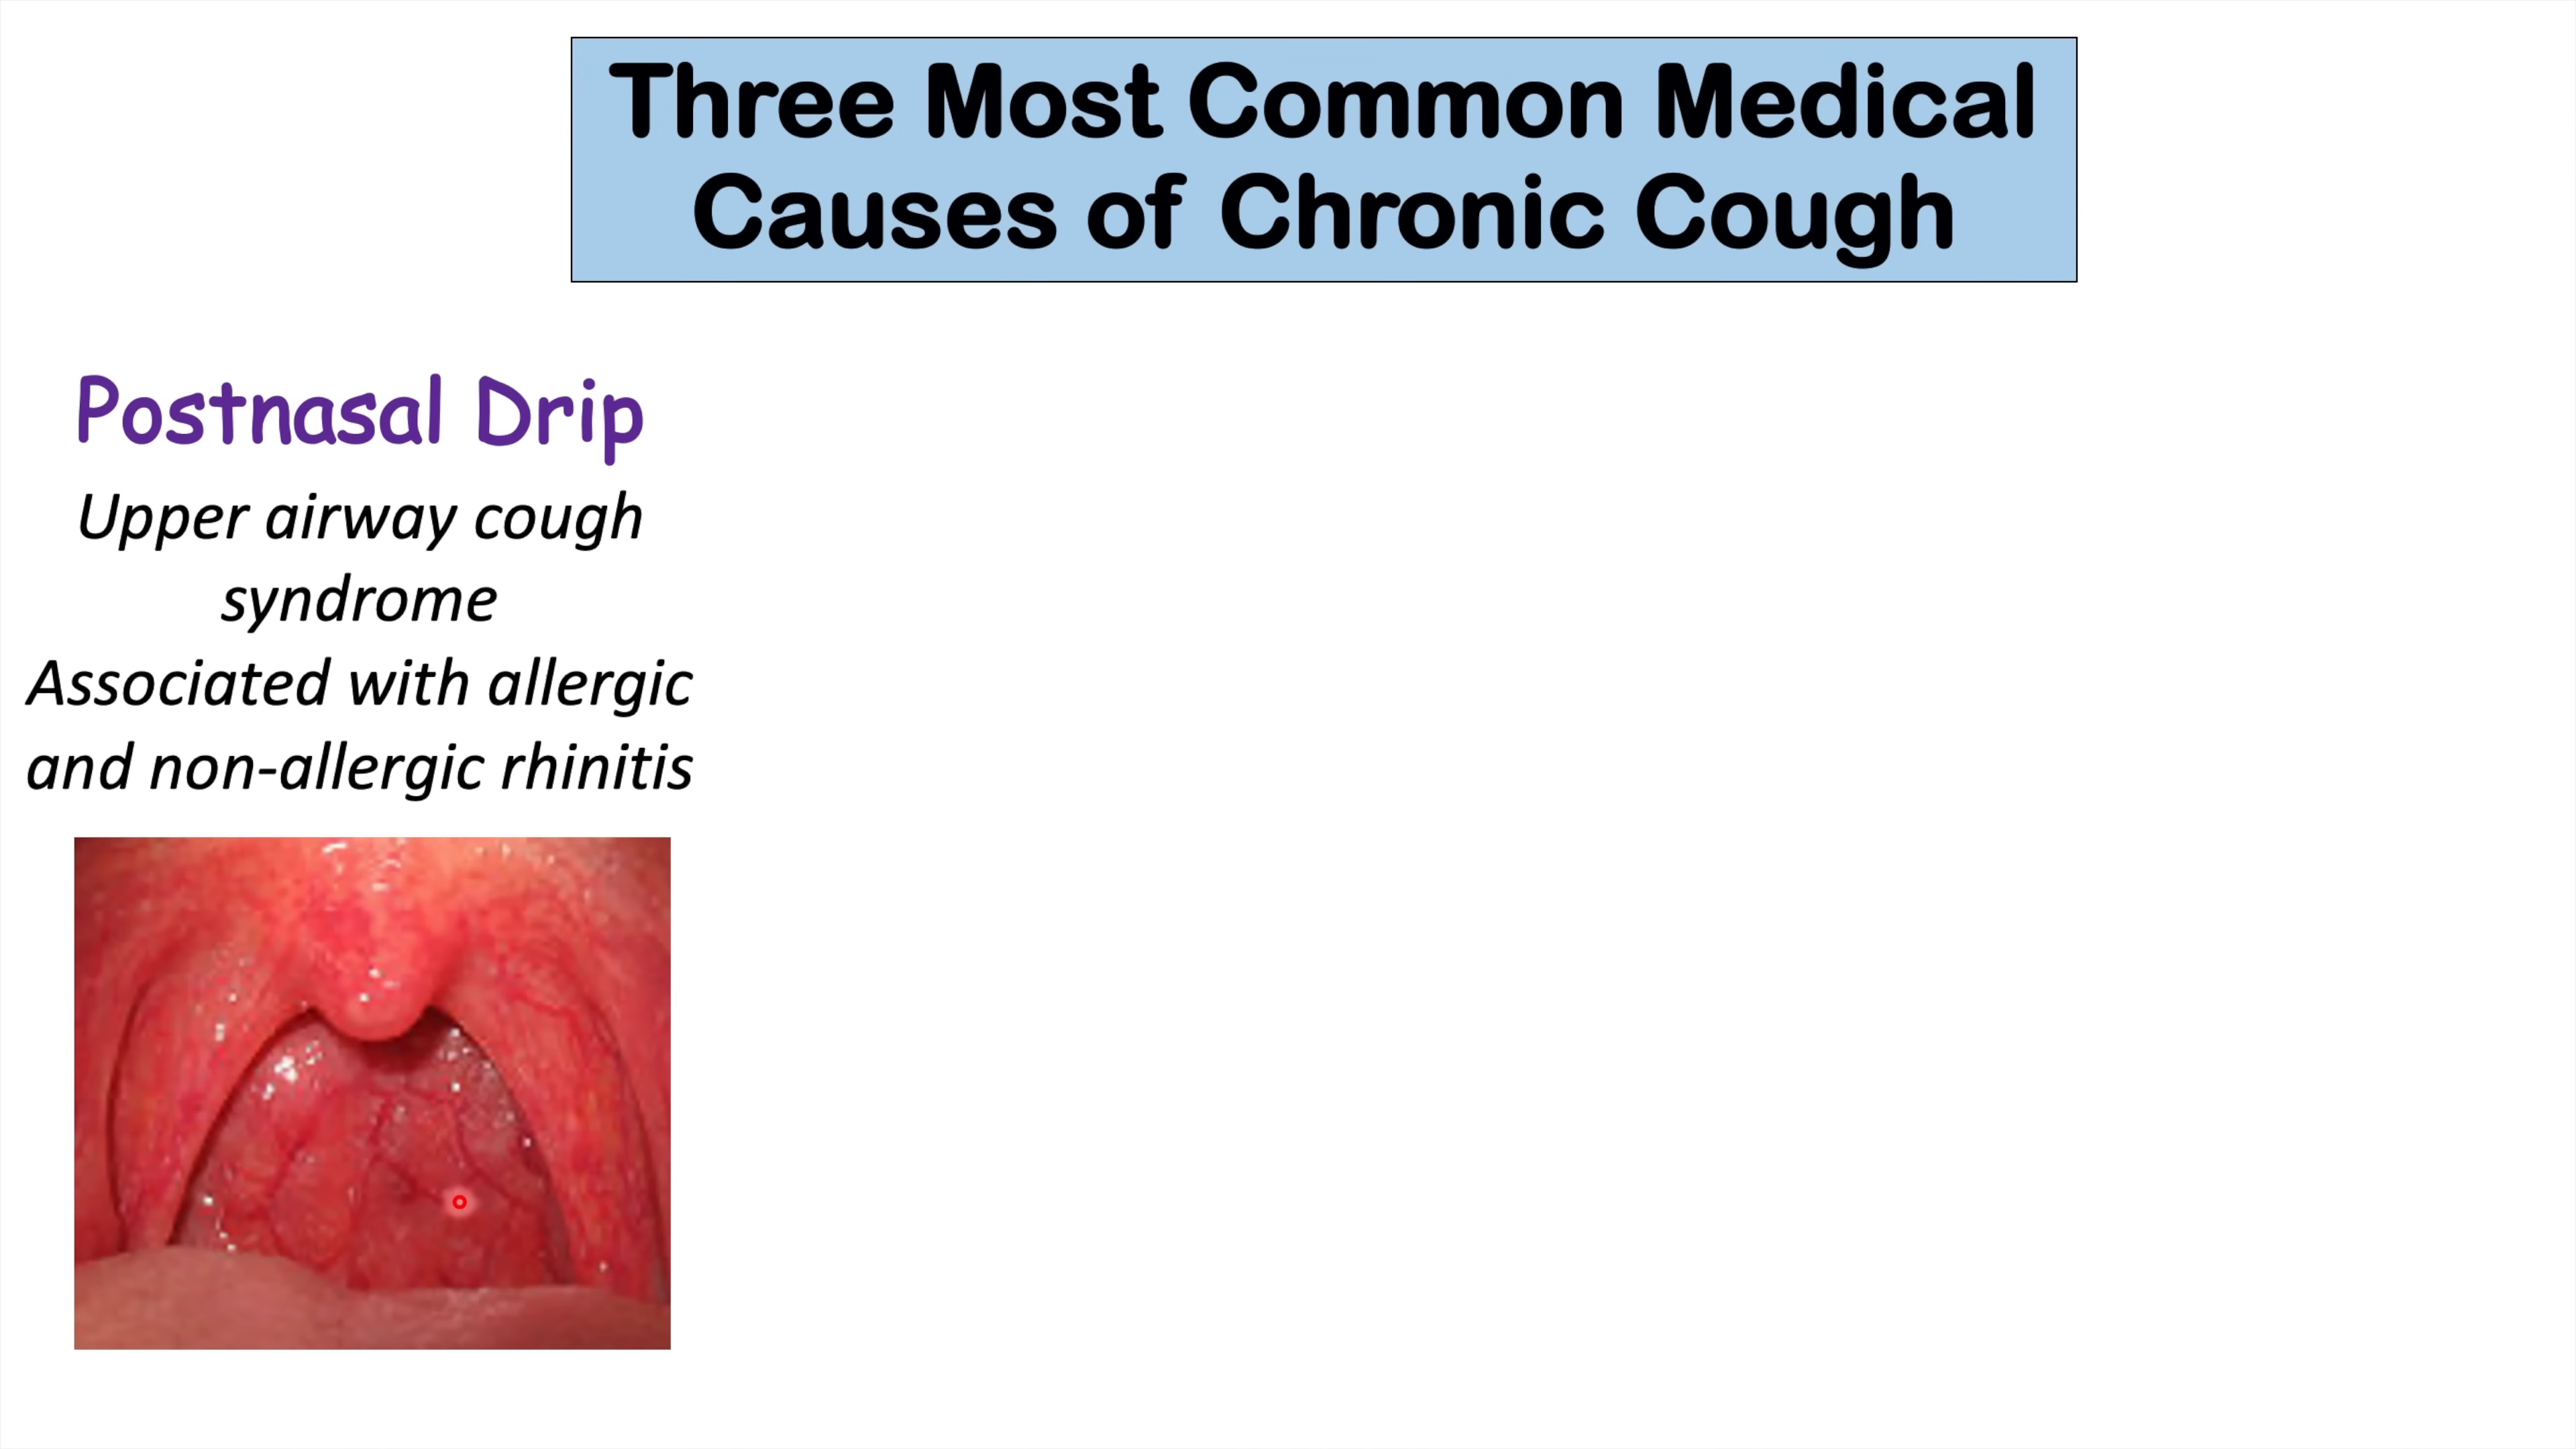 Three Most Common Medical
Causes of Chronic Cough
Postnasal Drip
Upper airway cough
syndrome
Associated with allergic
and non-allergic rhinitis